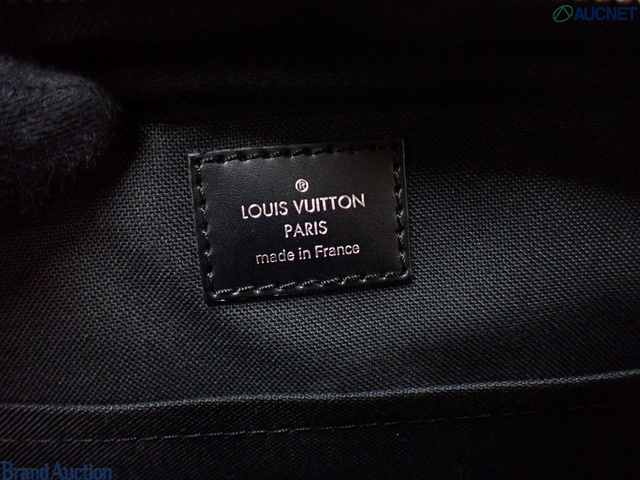 AUCNET
®
LOUIS VUITTON
PARIS
made in France
Brand Auction